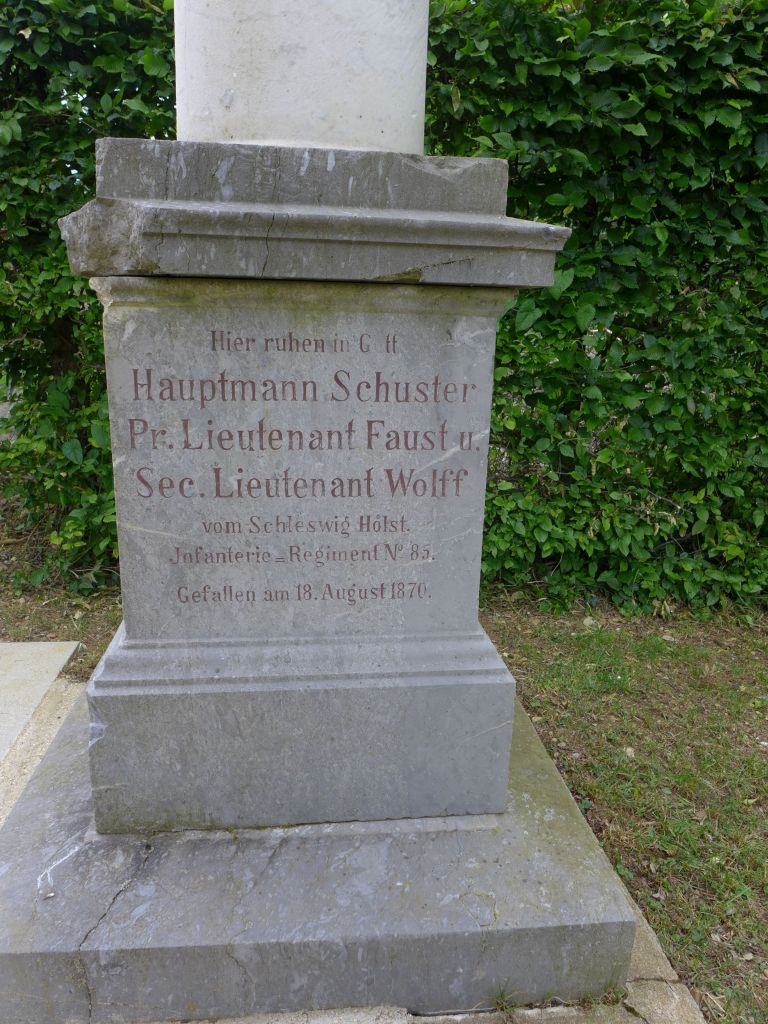 Hier ruhen in Gott
Hauptmann Schuster
Pr. Lieutenant Faust u.
Sec. Lieutenant Wolff
vom Schleswig Holst.
Infanterie=Regiment No 85.
Gefallen am 18. August 1870.